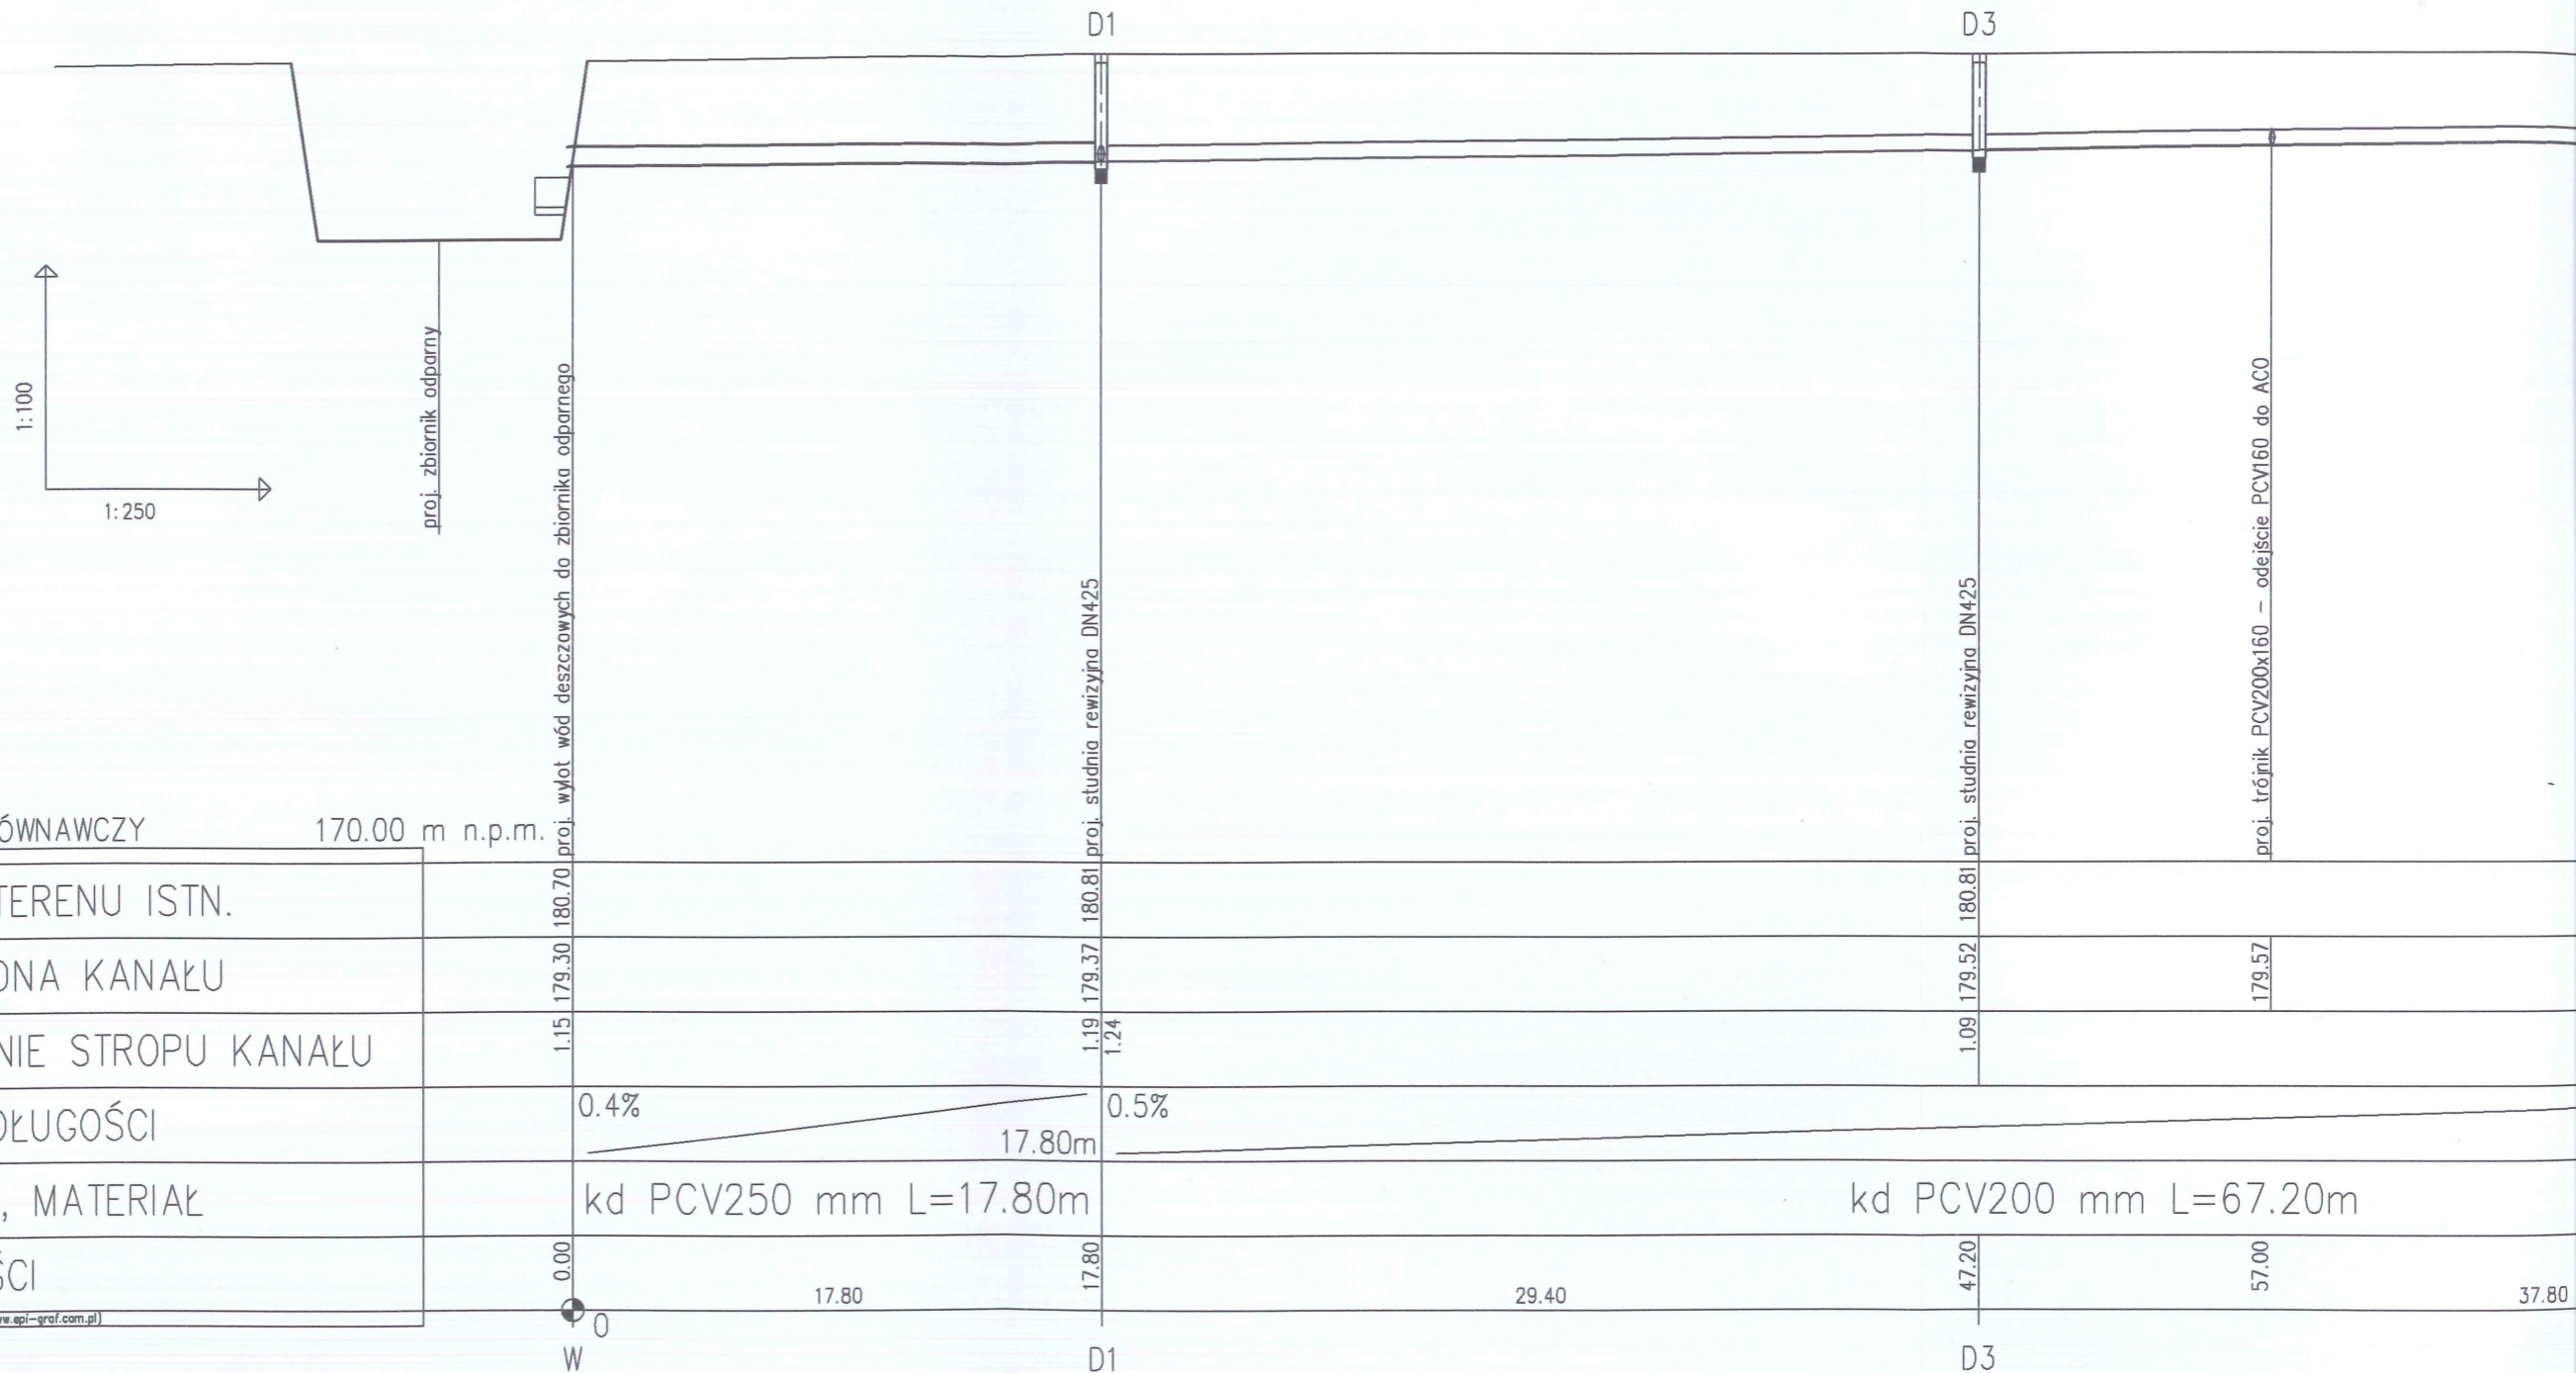 D1
D3
1:100
1:250
proj. zbiornik odparny
proj. wylot wód deszczowych do zbiornika odparnego
proj. studnia rewizyjna DN425
proj. studnia rewizyjna DN425
proj. trójnik PCV200x160 – odejście PCV160 do ACO
ÓWNAWCZY 170.00 m n.p.m.
TERENU ISTN. 180.70 180.81 180.81
DNA KANAŁU 179.30 179.37 179.52 179.57
NIE STROPU KANAŁU 1.15 1.19 1.24 1.09
DŁUGOŚCI 0.4% 17.80m 0.5%
, MATERIAŁ kd PCV250 mm L=17.80m kd PCV200 mm L=67.20m
ŚCI 0.00 17.80 17.80 29.40 47.20 57.00 37.80
w.epi-graf.com.pl)
0
W D1 D3